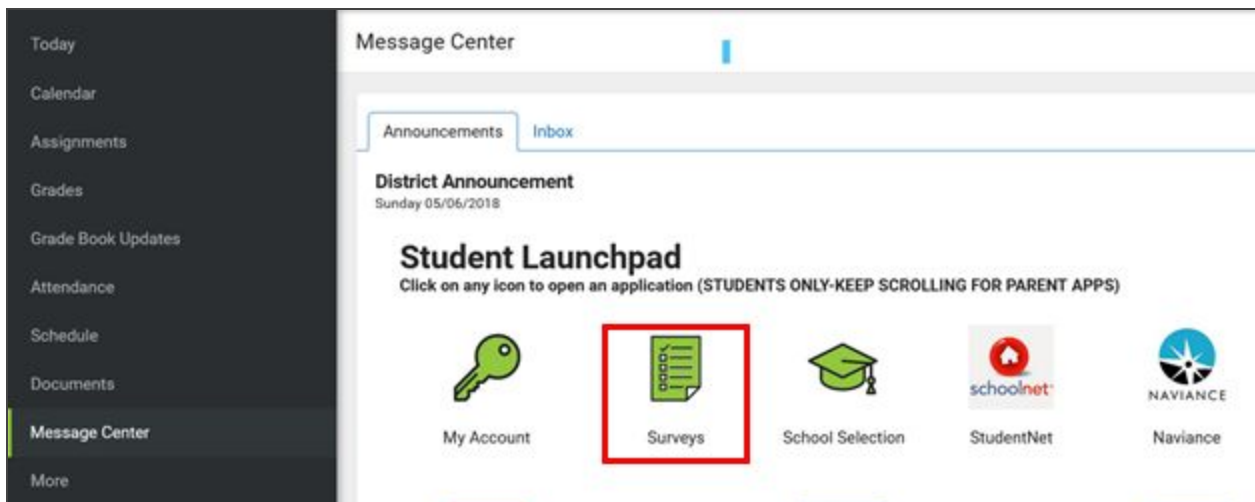 Today
Calendar
Assignments
Grades
Grade Book Updates
Attendance
Schedule
Documents
Message Center
More
Message Center
Announcements
Inbox
District Announcement
Sunday 05/06/2018
Student Launchpad
Click on any icon to open an application (STUDENTS ONLY-KEEP SCROLLING FOR PARENT APPS)
schoolnet
NAVIANCE
My Account
Surveys
School Selection
StudentNet
Naviance